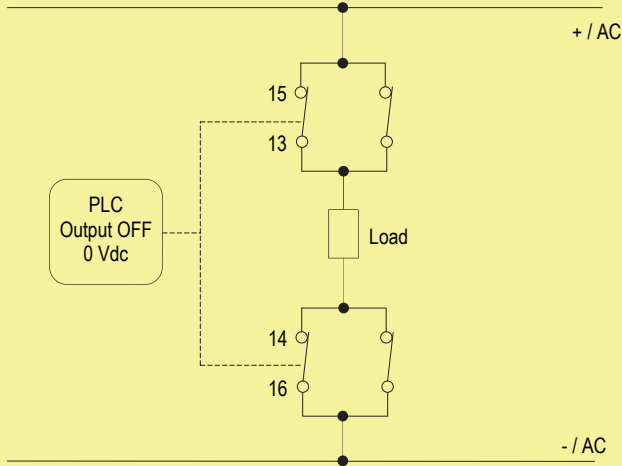 + / AC
15
13
PLC
Output OFF
0 Vdc
Load
14
16
- / AC